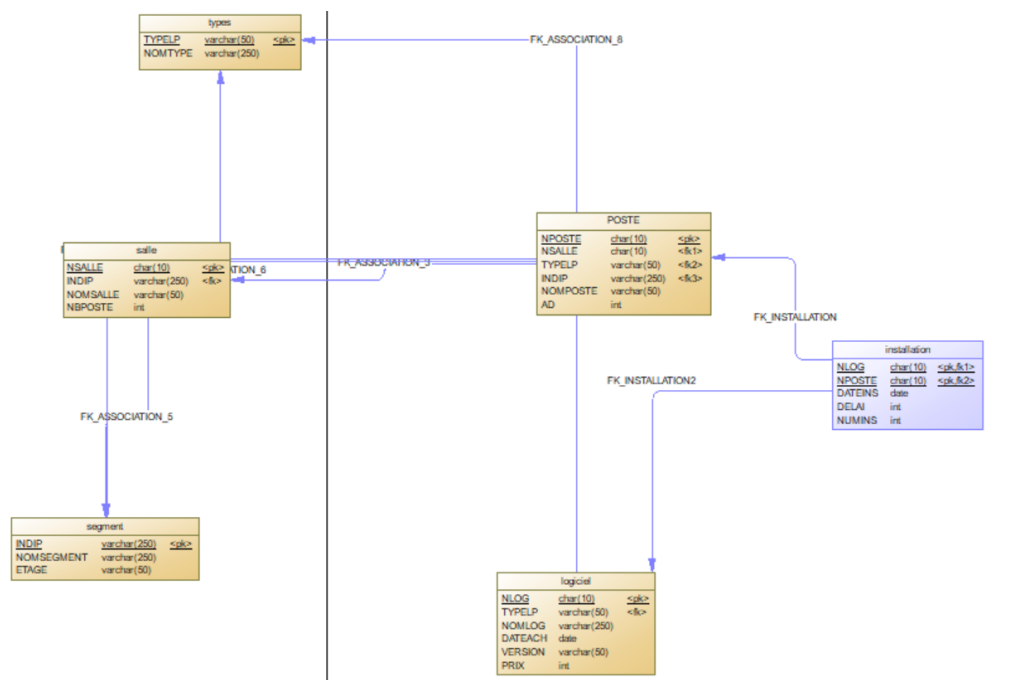 types
TYPELP varchar(50) <pk>
NOMTYPE varchar(250)
FK_ASSOCIATION_8
POSTE
NPOSTE char(10) <pk>
NSALLE char(10) <fk1>
TYPELP varchar(50) <fk2>
INDIP varchar(250) <fk3>
NOMPOSTE varchar(50)
AD int
salle
NSALLE char(10) <pk>
INDIP varchar(250) <fk>
NOMSALLE varchar(50)
NBPOSTE int
ATION_6
FK_ASSOCIATION_3
FK_INSTALLATION
installation
NLOG char(10) <pk,fk1>
NPOSTE char(10) <pk,fk2>
DATEINS date
DELAI int
NUMINS int
FK_INSTALLATION2
FK_ASSOCIATION_5
segment
INDIP varchar(250) <pk>
NOMSEGMENT varchar(250)
ETAGE varchar(50)
logiciel
NLOG char(10) <pk>
TYPELP varchar(50) <fk>
NOMLOG varchar(250)
DATEACH date
VERSION varchar(50)
PRIX int